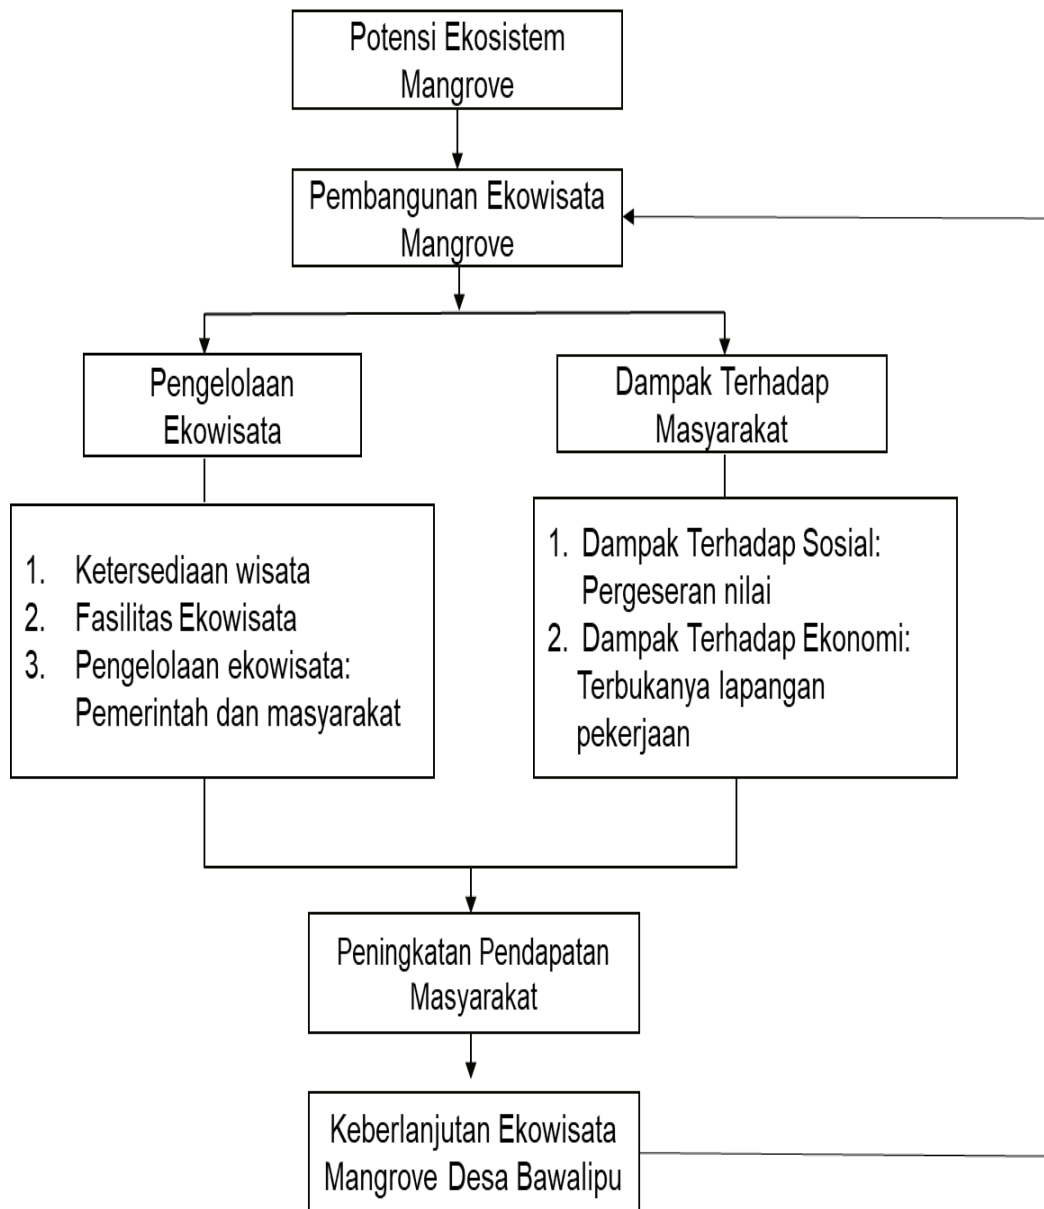 Potensi Ekosistem
Mangrove
Pembangunan Ekowisata
Mangrove
Pengelolaan
Ekowisata
Dampak Terhadap
Masyarakat
1. Ketersediaan wisata
2. Fasilitas Ekowisata
3. Pengelolaan ekowisata:
Pemerintah dan masyarakat
1. Dampak Terhadap Sosial:
Pergeseran nilai
2. Dampak Terhadap Ekonomi:
Terbukanya lapangan
pekerjaan
Peningkatan Pendapatan
Masyarakat
Keberlanjutan Ekowisata
Mangrove Desa Bawalipu